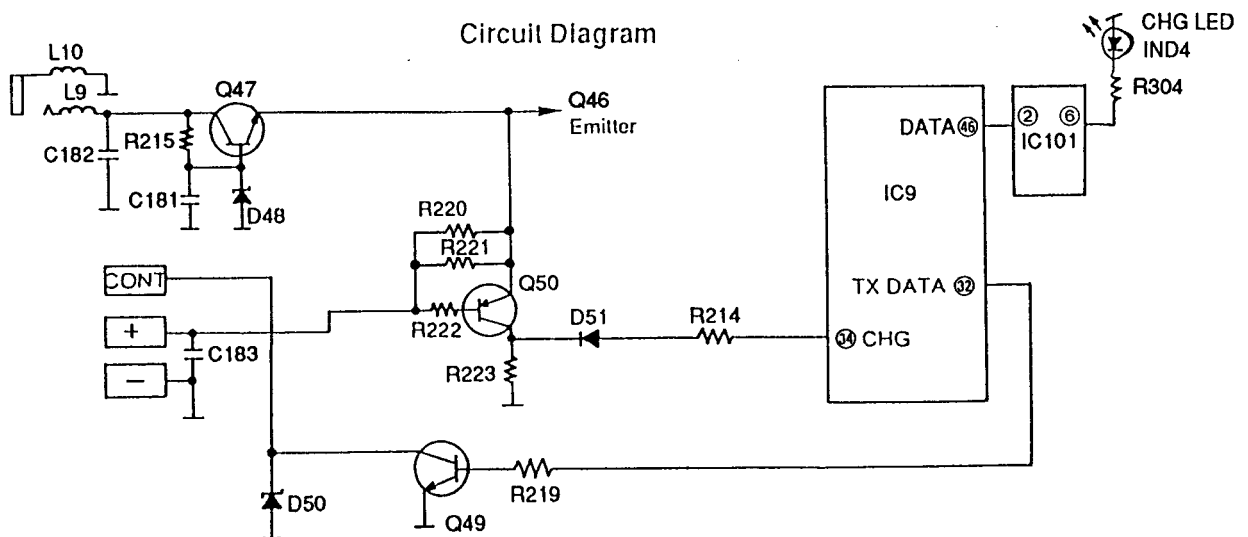 Circuit Diagram
CHG LED
IND4
L10
L9
Q47
Q46
Emitter
R304
DATA 46
2 6
IC101
C182
R215
IC9
C181
D48
R220
R221
CONT
Q50
TX DATA 32
+
D51
R214
R222
C183
34 CHG
−
R223
D50
R219
Q49